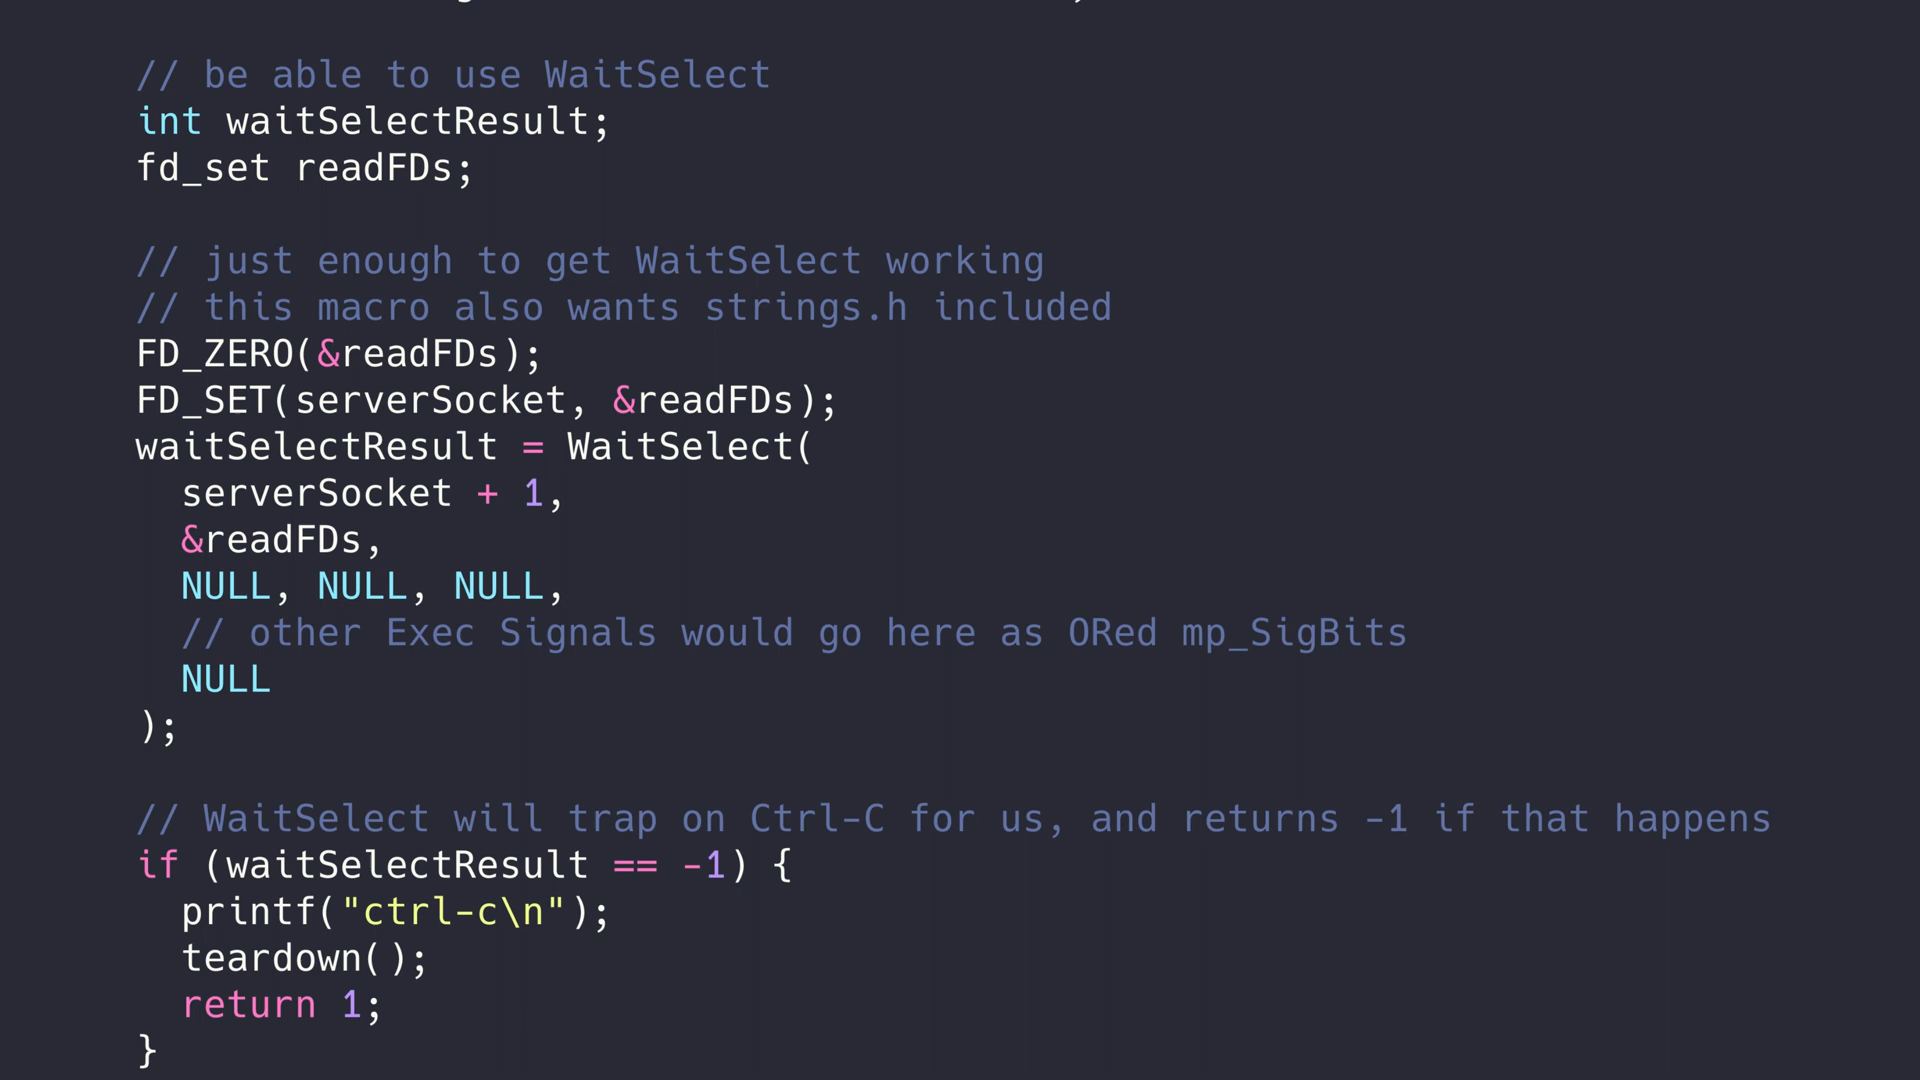 // be able to use WaitSelect
int waitSelectResult;
fd_set readFDs;
// just enough to get WaitSelect working
// this macro also wants strings.h included
FD_ZERO(&readFDs);
FD_SET(serverSocket, &readFDs);
waitSelectResult = WaitSelect(
  serverSocket + 1,
  &readFDs,
  NULL, NULL, NULL,
  // other Exec Signals would go here as ORed mp_SigBits
  NULL
);
// WaitSelect will trap on Ctrl-C for us, and returns -1 if that happens
if (waitSelectResult == -1) {
  printf("ctrl-c\n");
  teardown();
  return 1;
}